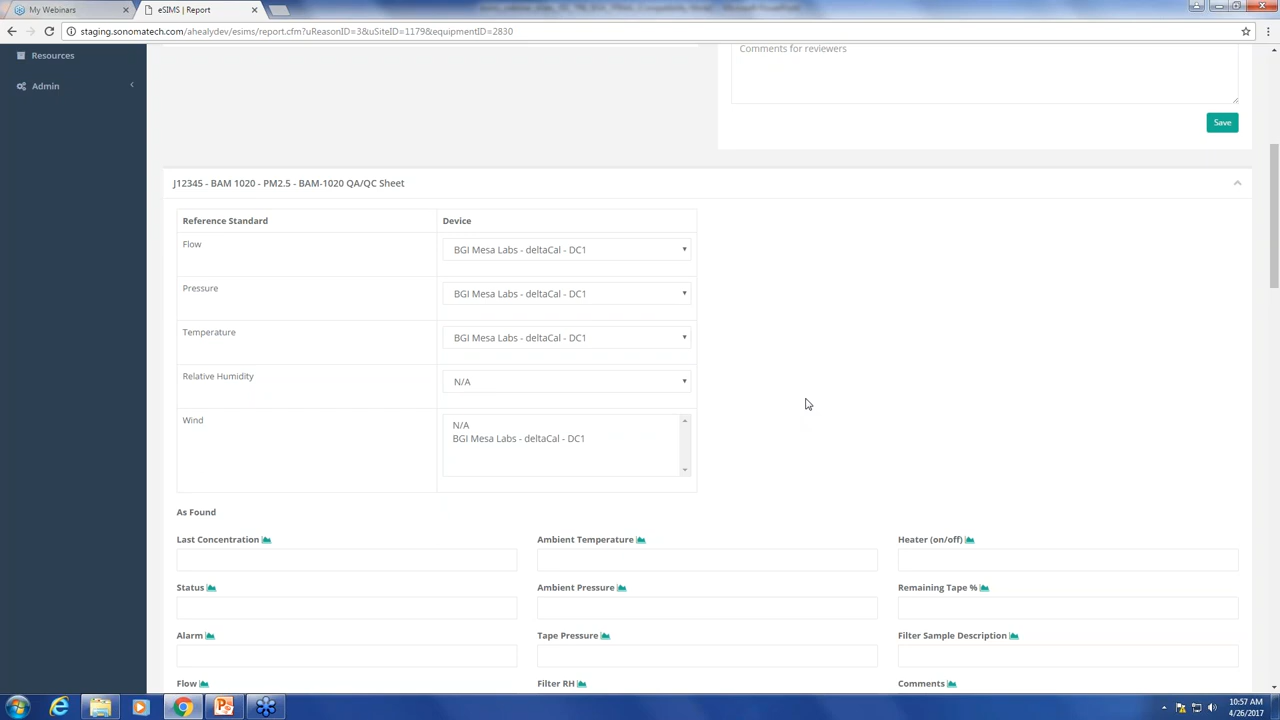 My Webinars
eSIMS | Report
staging.sonomatech.com/ahealydev/esims/report.cfm?uReasonID=3&uSiteID=1179&equipmentID=2830
Resources
Admin
Comments for reviewers
Save
J12345 - BAM 1020 - PM2.5 - BAM-1020 QA/QC Sheet
Reference Standard Device
Flow BGI Mesa Labs - deltaCal - DC1
Pressure BGI Mesa Labs - deltaCal - DC1
Temperature BGI Mesa Labs - deltaCal - DC1
Relative Humidity N/A
Wind N/A
BGI Mesa Labs - deltaCal - DC1
As Found
Last Concentration Ambient Temperature Heater (on/off)
Status Ambient Pressure Remaining Tape %
Alarm Tape Pressure Filter Sample Description
Flow Filter RH Comments
10:57 AM
4/26/2017